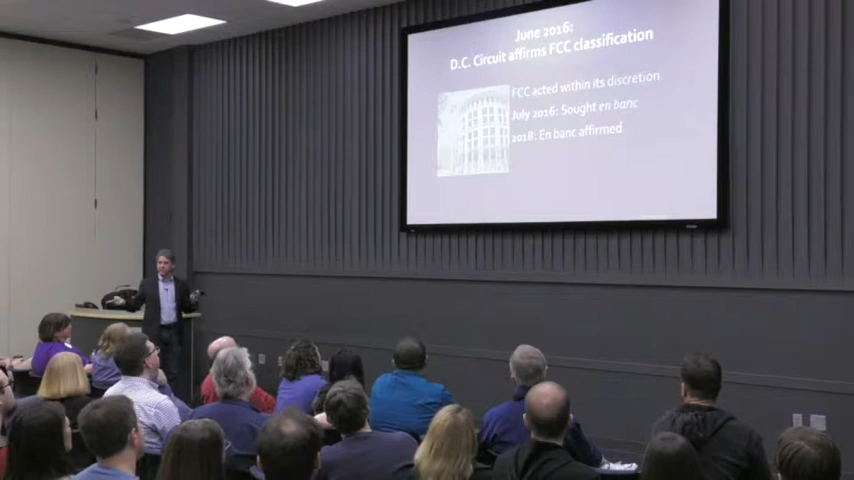 June 2016:
D.C. Circuit affirms FCC classification
FCC acted within its discretion
July 2016: Sought en banc
2018: En banc affirmed